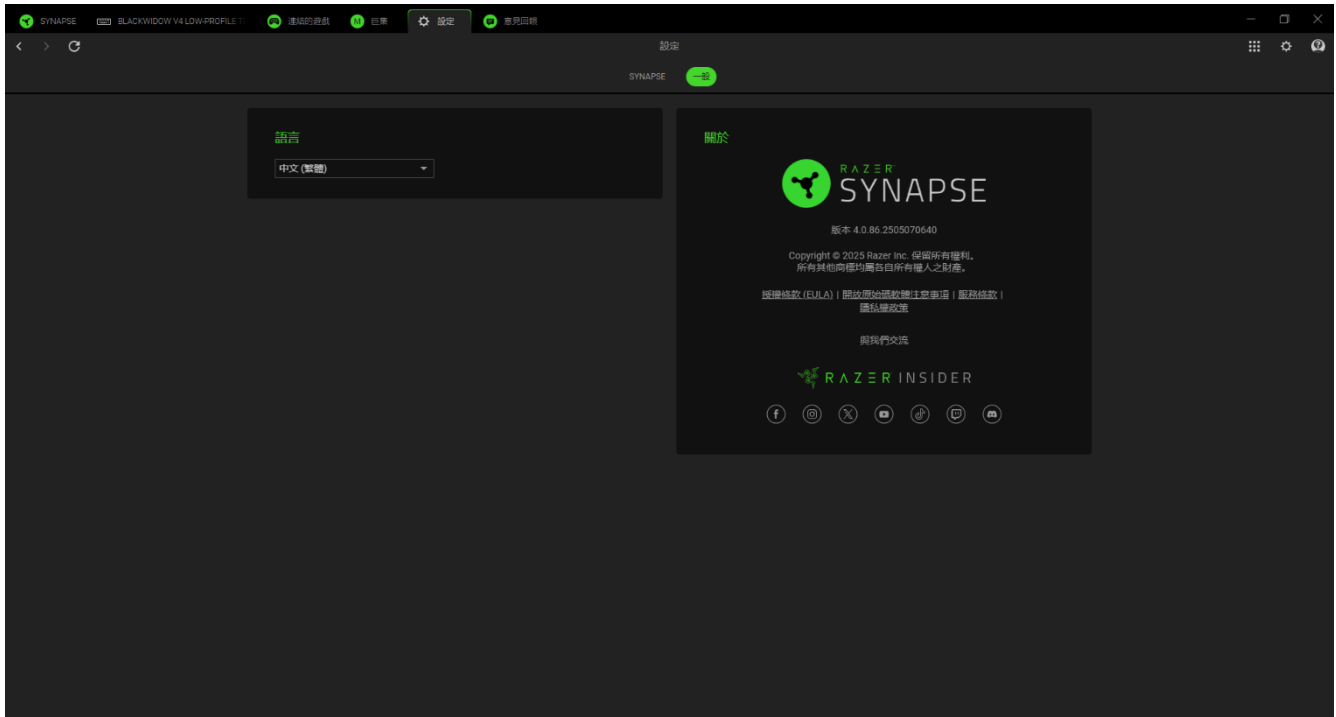 SYNAPSE
BLACKWIDOW V4 LOW-PROFILE T
連結的遊戲
M
巨集
設定
意見回饋
設定
SYNAPSE
一般
語言
中文 (繁體)
關於
RAZER
SYNAPSE
版本 4.0.86.2505070640
Copyright © 2025 Razer Inc. 保留所有權利。
所有其他商標均屬各自所有權人之財產。
授權條款 (EULA) | 開放原始碼軟體注意事項 | 服務條款 |
隱私權政策
與我們交流
RAZER INSIDER